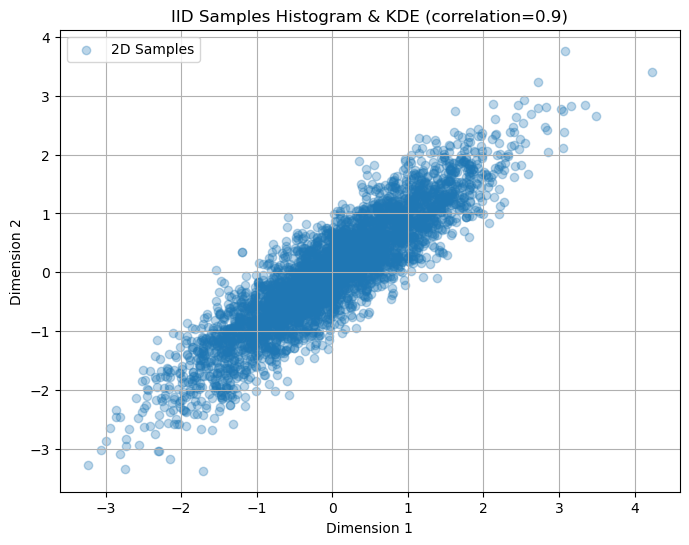 IID Samples Histogram & KDE (correlation=0.9)
2D Samples
4
3
2
1
0
−1
−2
−3
Dimension 2
−3 −2 −1 0 1 2 3 4
Dimension 1